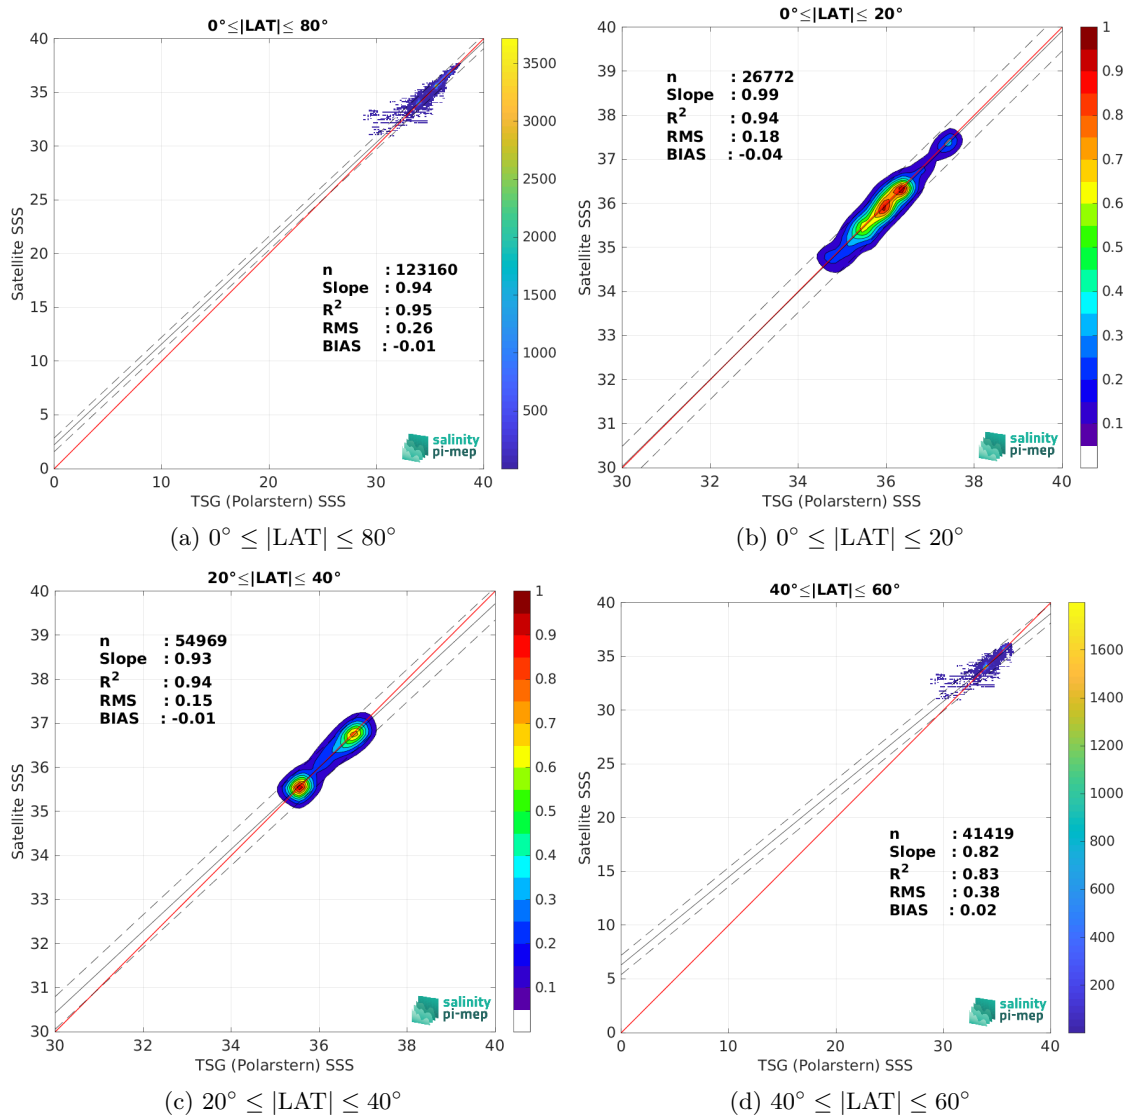 0°≤|LAT|≤ 80°
40
35
30
25
20
15
10
5
0
0
10
20
30
40
Satellite SSS
TSG (Polarstern) SSS
n : 123160
Slope : 0.94
R² : 0.95
RMS : 0.26
BIAS : -0.01
3500
3000
2500
2000
1500
1000
500
salinity
pi-mep
(a) 0° ≤ |LAT| ≤ 80°
0°≤|LAT|≤ 20°
40
39
38
37
36
35
34
33
32
31
30
30
32
34
36
38
40
Satellite SSS
TSG (Polarstern) SSS
n : 26772
Slope : 0.99
R² : 0.94
RMS : 0.18
BIAS : -0.04
1
0.9
0.8
0.7
0.6
0.5
0.4
0.3
0.2
0.1
salinity
pi-mep
(b) 0° ≤ |LAT| ≤ 20°
20°≤|LAT|≤ 40°
40
39
38
37
36
35
34
33
32
31
30
30
32
34
36
38
40
Satellite SSS
TSG (Polarstern) SSS
n : 54969
Slope : 0.93
R² : 0.94
RMS : 0.15
BIAS : -0.01
1
0.9
0.8
0.7
0.6
0.5
0.4
0.3
0.2
0.1
salinity
pi-mep
(c) 20° ≤ |LAT| ≤ 40°
40°≤|LAT|≤ 60°
40
35
30
25
20
15
10
5
0
0
10
20
30
40
Satellite SSS
TSG (Polarstern) SSS
n : 41419
Slope : 0.82
R² : 0.83
RMS : 0.38
BIAS : 0.02
1600
1400
1200
1000
800
600
400
200
0
salinity
pi-mep
(d) 40° ≤ |LAT| ≤ 60°